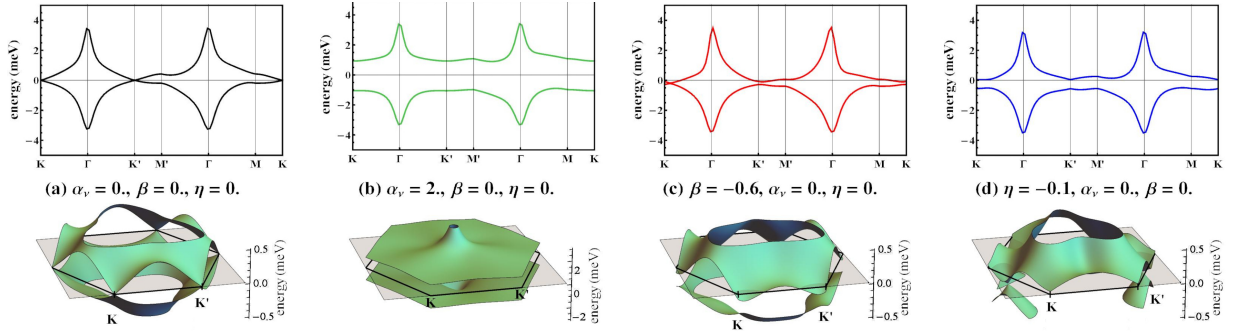 energy (meV)
4
2
0
-2
-4
K Γ K' M' Γ M K
energy (meV)
4
2
0
-2
-4
K Γ K' M' Γ M K
energy (meV)
4
2
0
-2
-4
K Γ K' M' Γ M K
energy (meV)
4
2
0
-2
-4
K Γ K' M' Γ M K
(a) αᵥ = 0., β = 0., η = 0.
(b) αᵥ = 2., β = 0., η = 0.
(c) β = −0.6, αᵥ = 0., η = 0.
(d) η = −0.1, αᵥ = 0., β = 0.
K K'
0.5
0.0
-0.5
energy (meV)
K K'
2
0
-2
energy (meV)
K K'
0.5
0.0
-0.5
energy (meV)
K K'
0.5
0.0
-0.5
energy (meV)